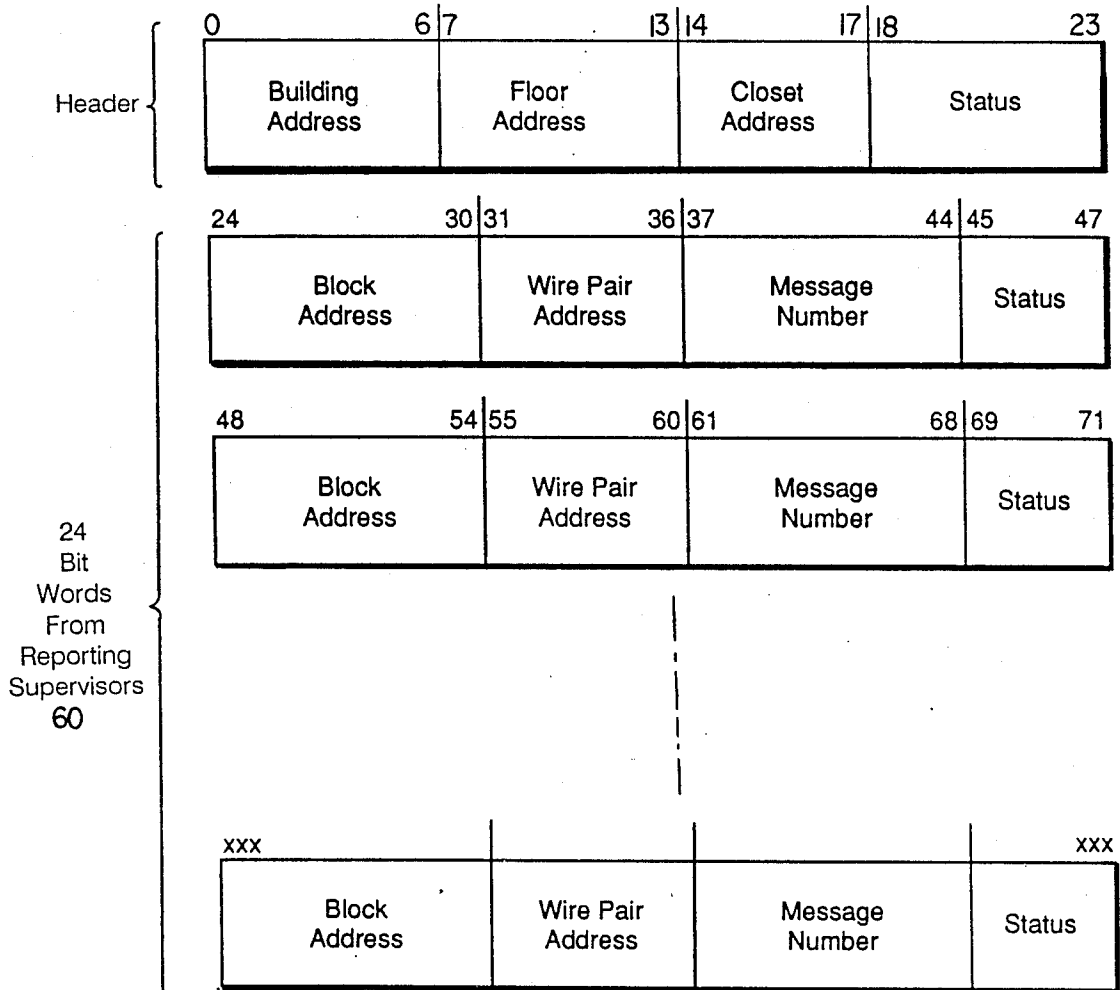 0 6 7 13 14 17 18 23
Header
Building Address
Floor Address
Closet Address
Status
24 30 31 36 37 44 45 47
Block Address
Wire Pair Address
Message Number
Status
48 54 55 60 61 68 69 71
Block Address
Wire Pair Address
Message Number
Status
24
Bit
Words
From
Reporting
Supervisors
60
xxx xxx
Block Address
Wire Pair Address
Message Number
Status